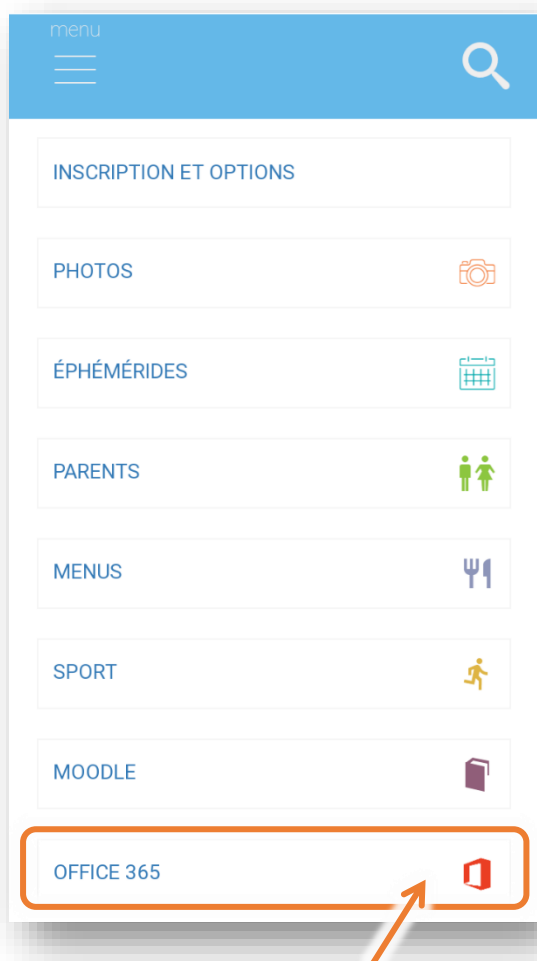 menu
INSCRIPTION ET OPTIONS
PHOTOS
ÉPHÉMÉRIDES
PARENTS
MENUS
SPORT
MOODLE
OFFICE 365